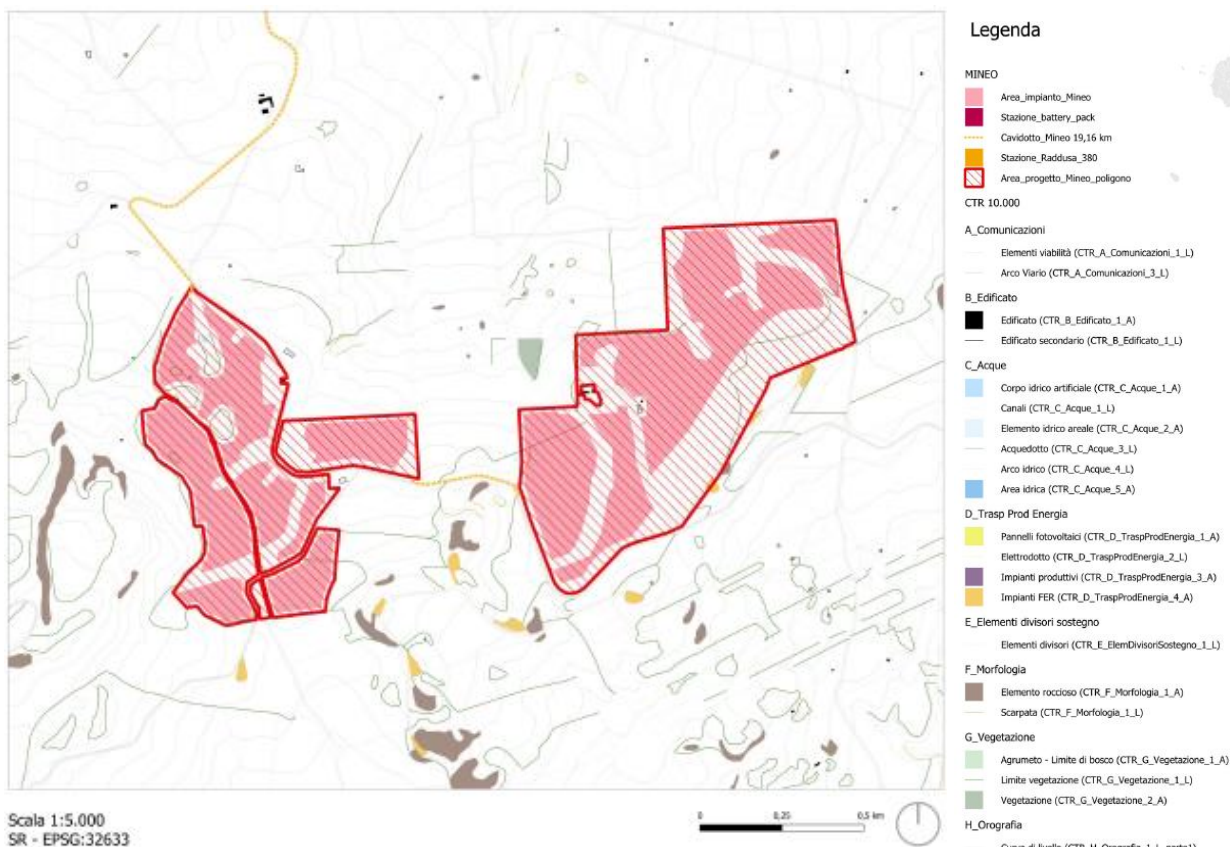 Legenda
MINEO
Area_impianto_Mineo
Stazione_battery_pack
Cavidotto_Mineo 19,16 km
Stazione_Raddusa_380
Area_progetto_Mineo_poligono
CTR 10.000
A_Comunicazioni
Elementi viabilità (CTR_A_Comunicazioni_1_L)
Arco Viario (CTR_A_Comunicazioni_3_L)
B_Edificato
Edificato (CTR_B_Edificato_1_A)
Edificato secondario (CTR_B_Edificato_1_L)
C_Acque
Corpo idrico artificiale (CTR_C_Acque_1_A)
Canali (CTR_C_Acque_1_L)
Elemento idrico areale (CTR_C_Acque_2_A)
Acquedotto (CTR_C_Acque_3_L)
Arco idrico (CTR_C_Acque_4_L)
Area idrica (CTR_C_Acque_5_A)
D_Trasp Prod Energia
Pannelli fotovoltaici (CTR_D_TraspProdEnergia_1_A)
Elettrodotto (CTR_D_TraspProdEnergia_2_L)
Impianti produttivi (CTR_D_TraspProdEnergia_3_A)
Impianti FER (CTR_D_TraspProdEnergia_4_A)
E_Elementi divisori sostegno
Elementi divisori (CTR_E_ElemDivisoriSostegno_1_L)
F_Morfologia
Elemento roccioso (CTR_F_Morfologia_1_A)
Scarpata (CTR_F_Morfologia_1_L)
G_Vegetazione
Agrumeto - Limite di bosco (CTR_G_Vegetazione_1_A)
Limite vegetazione (CTR_G_Vegetazione_1_L)
Vegetazione (CTR_G_Vegetazione_2_A)
H_Orografia
Scala 1:5.000
SR - EPSG:32633
0 0,25 0,5 km